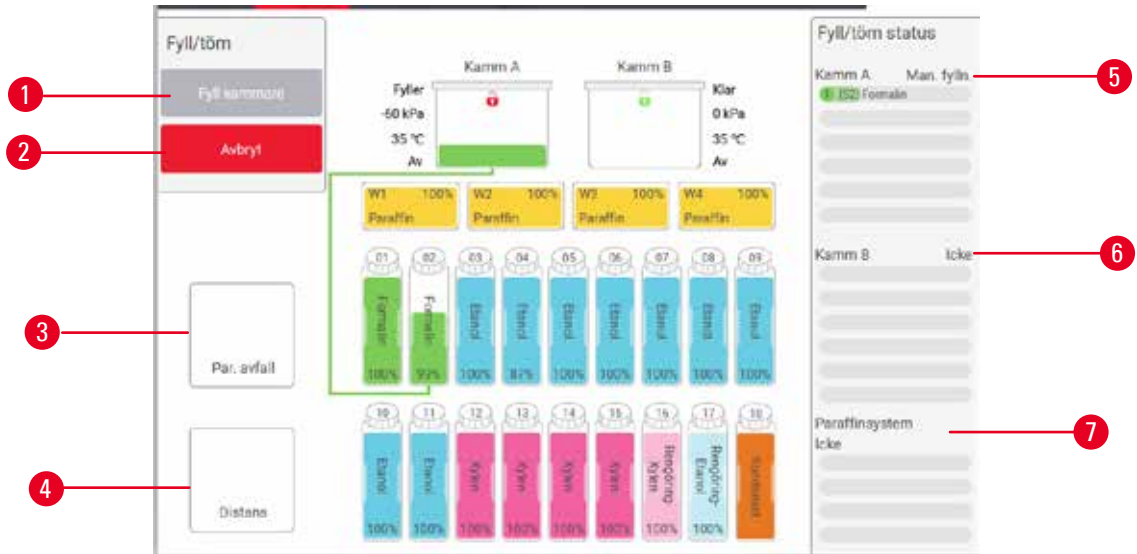 Fyll/töm
Fyll kammare
Avbryt
Par. avfall
Distans
Kamm A
Kamm B
Fyller
-60 kPa
35 °C
Av
Klar
0 kPa
35 °C
Av
W1 100%
Paraffin
W2 100%
Paraffin
W3 100%
Paraffin
W4 100%
Paraffin
01
Formalin
100%
02
Formalin
99%
03
Etanol
100%
04
Etanol
87%
05
Etanol
100%
06
Etanol
100%
07
Etanol
100%
08
Etanol
100%
09
Etanol
100%
10
Etanol
100%
11
Etanol
100%
12
Xylen
100%
13
Xylen
100%
14
Xylen
100%
15
Xylen
100%
16
Rengöring-
Xylen
100%
17
Rengöring-
Etanol
100%
18
Fyll/töm status
Kamm A Man. fylln
(S2) Formalin
Kamm B Icke
Paraffinsystem
Icke
1
2
3
4
5
6
7